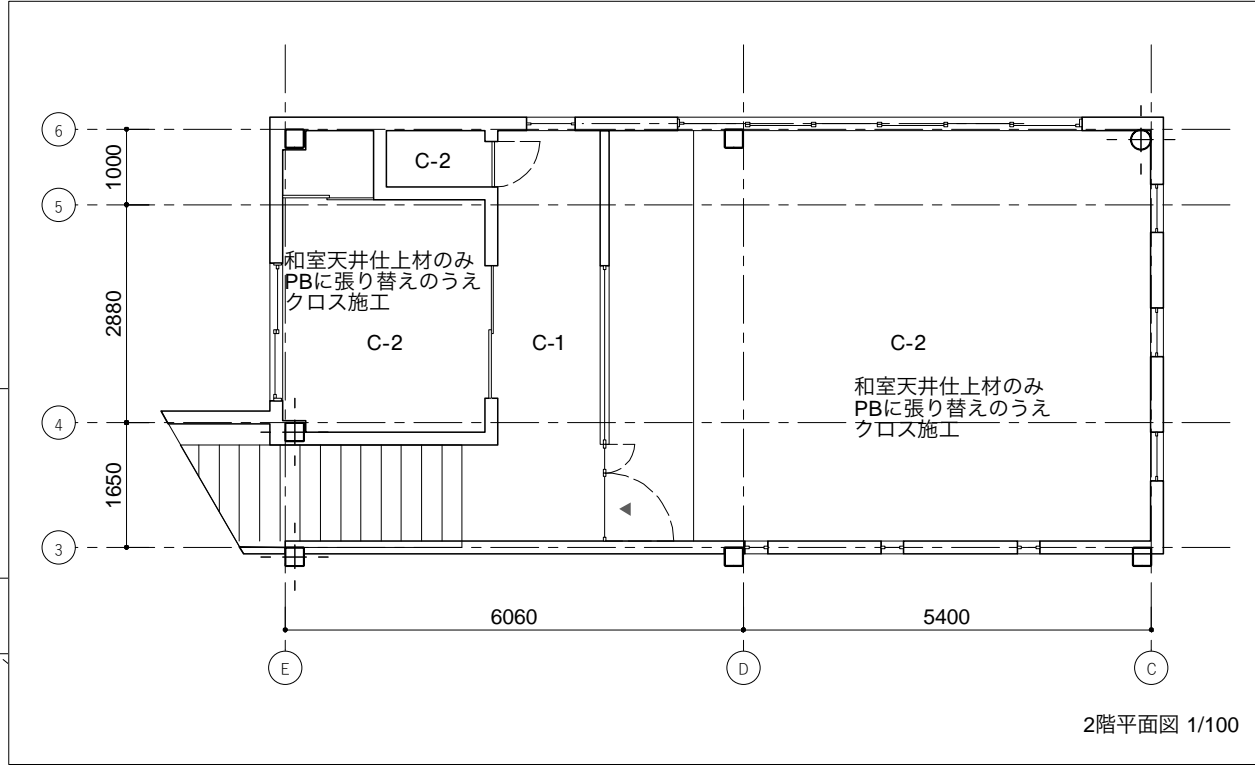 6
1000
C-2
5
和室天井仕上材のみ
PBに張り替えのうえ
クロス施工
2880
C-2
C-1
C-2
和室天井仕上材のみ
PBに張り替えのうえ
クロス施工
4
1650
3
6060
5400
E
D
C
2階平面図 1/100